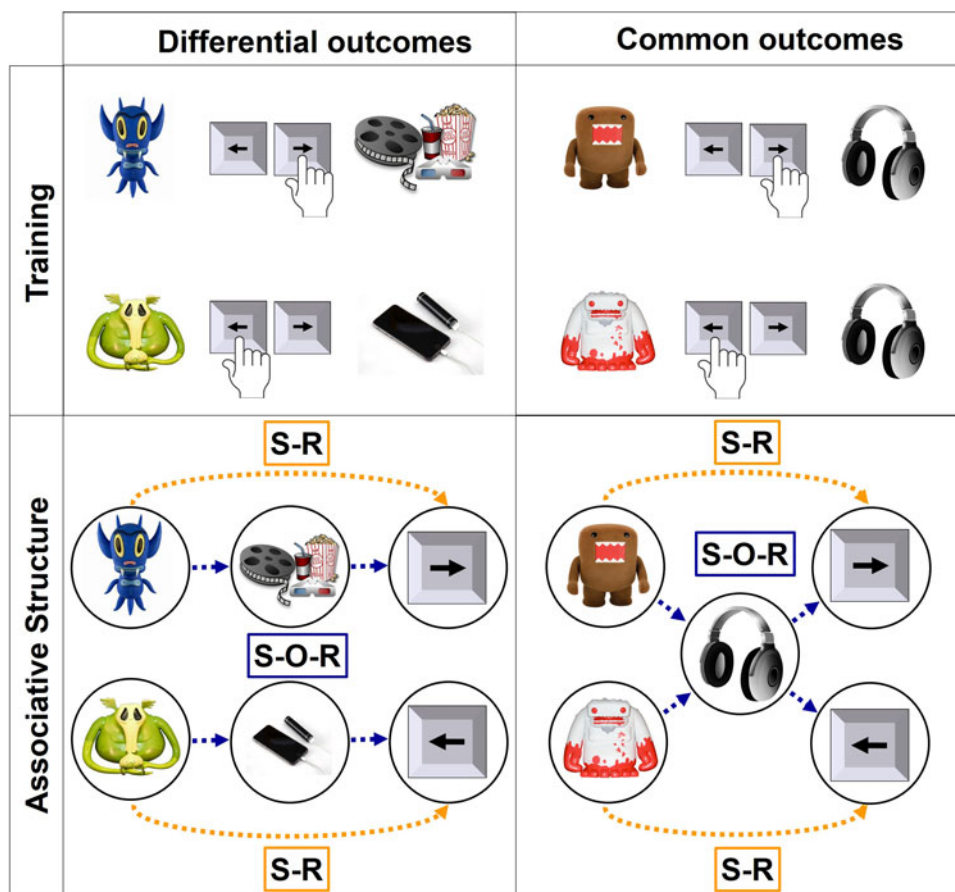 Differential outcomes
Common outcomes
Training
Associative Structure
S-R
S-R
S-O-R
S-O-R
S-R
S-R